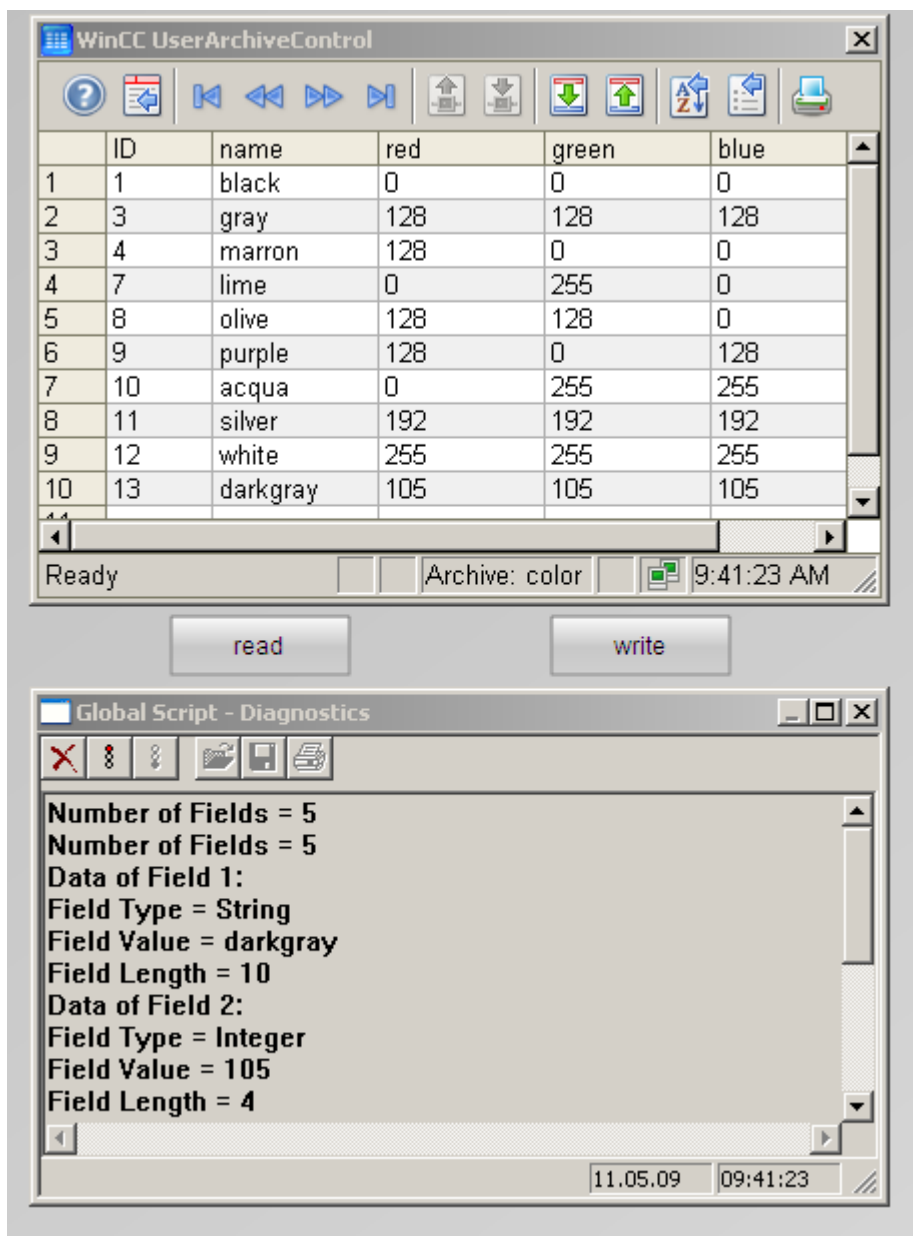 WinCC UserArchiveControl
ID name red green blue
1 1 black 0 0 0
2 3 gray 128 128 128
3 4 marron 128 0 0
4 7 lime 0 255 0
5 8 olive 128 128 0
6 9 purple 128 0 128
7 10 acqua 0 255 255
8 11 silver 192 192 192
9 12 white 255 255 255
10 13 darkgray 105 105 105
Ready Archive: color 9:41:23 AM
read write
Global Script - Diagnostics
Number of Fields = 5
Number of Fields = 5
Data of Field 1:
Field Type = String
Field Value = darkgray
Field Length = 10
Data of Field 2:
Field Type = Integer
Field Value = 105
Field Length = 4
11.05.09 09:41:23